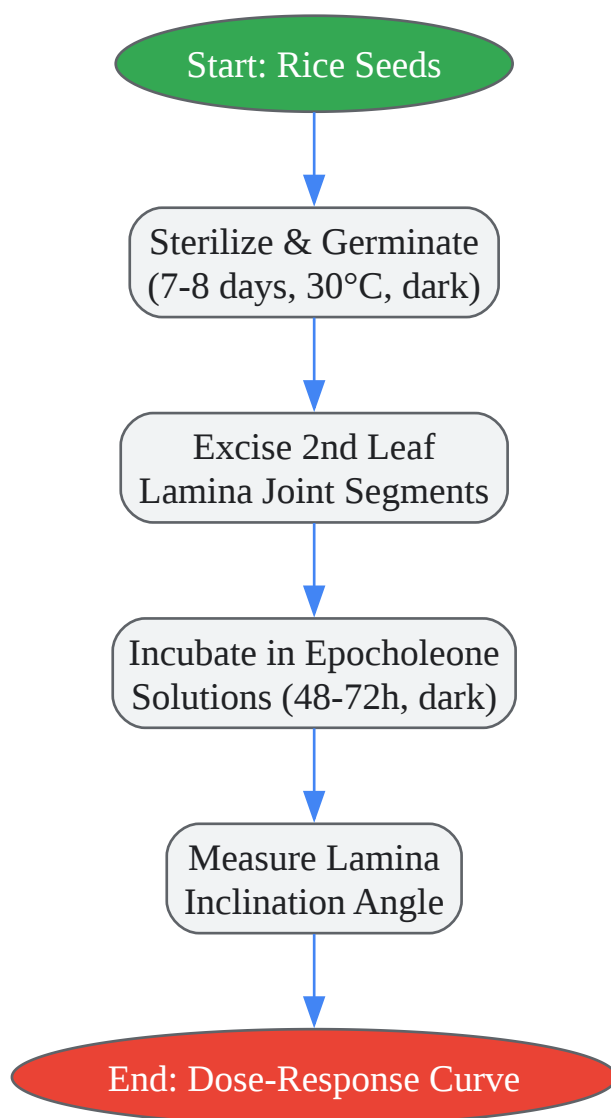 Start: Rice Seeds
Sterilize & Germinate
(7-8 days, 30°C, dark)
Excise 2nd Leaf
Lamina Joint Segments
Incubate in Epocholeone
Solutions (48-72h, dark)
Measure Lamina
Inclination Angle
End: Dose-Response Curve